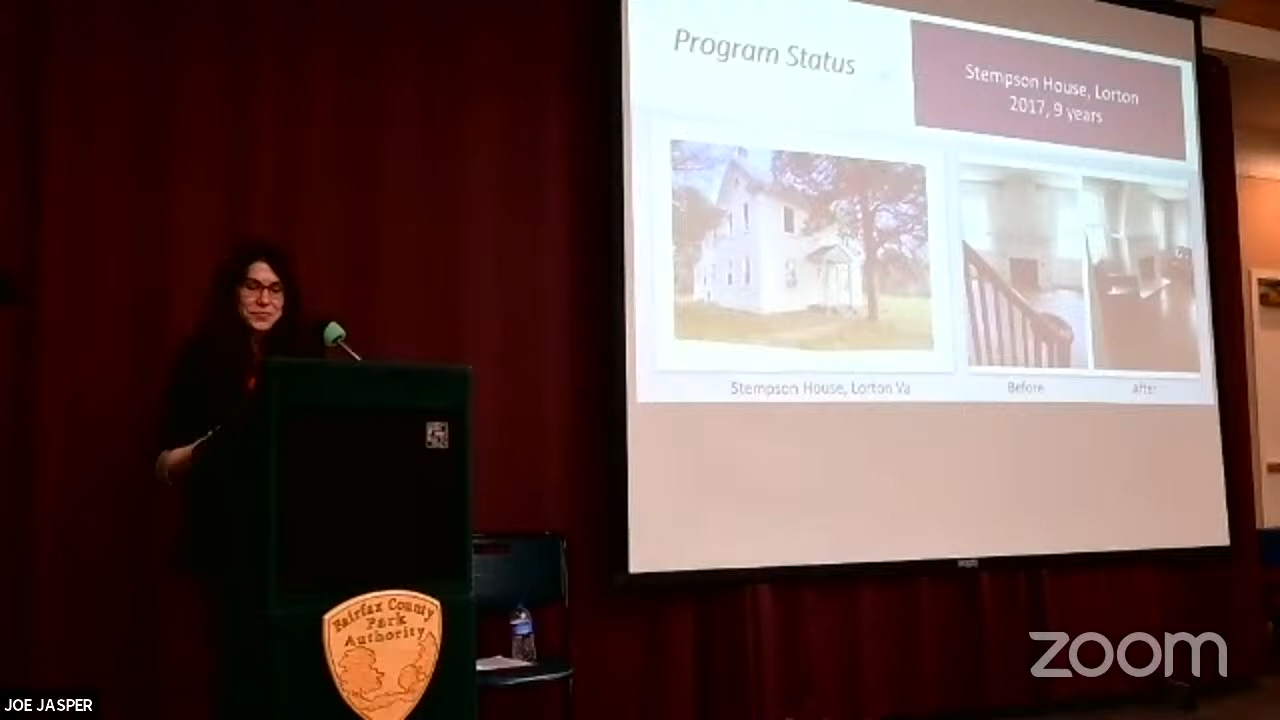 Program Status
Stempson House, Lorton
2017, 9 years
Stempson House, Lorton Va
Before
after
Fairfax County
Park
Authority
zoom
JOE JASPER